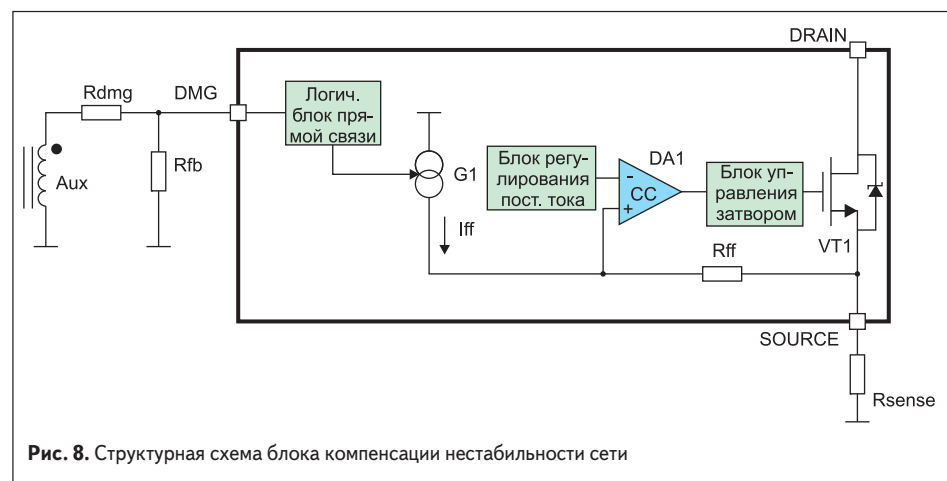 DRAIN
Rdmg
DMG
Логич.
блок пря-
мой связи
Rfb
Aux
G1
Iff
Блок регу-
лирования
пост. тока
DA1
-
CC
+
Блок уп-
равления
затвором
VT1
Rff
SOURCE
Rsense
Рис. 8. Структурная схема блока компенсации нестабильности сети